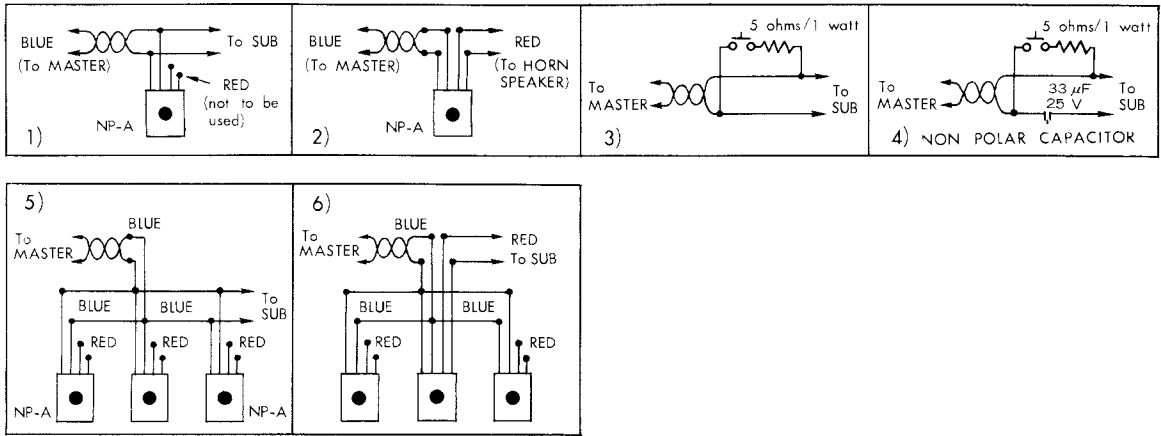 BLUE
(To MASTER)
To SUB
RED
(not to be
used)
NP-A
1)
BLUE
(To MASTER)
RED
(To HORN
SPEAKER)
NP-A
2)
5 ohms/1 watt
To
MASTER
To
SUB
3)
5 ohms/1 watt
To
MASTER
33 μF
25 V
To
SUB
4) NON POLAR CAPACITOR
5)
BLUE
To
MASTER
To
SUB
BLUE BLUE
RED RED RED
NP-A NP-A
6)
BLUE
To
MASTER
RED
To SUB
BLUE BLUE
RED RED